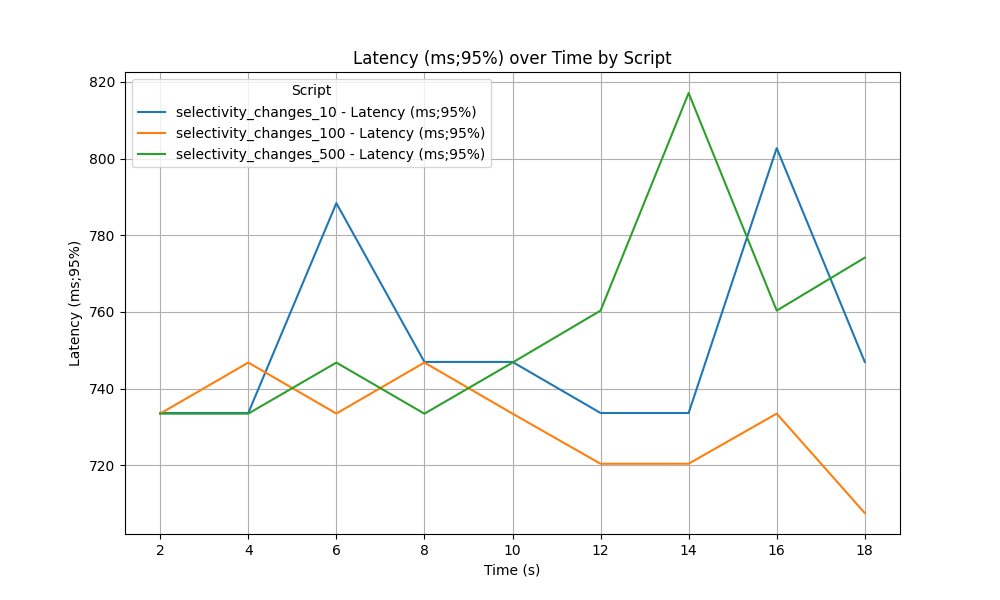 Latency (ms;95%) over Time by Script
Script
selectivity_changes_10 - Latency (ms;95%)
selectivity_changes_100 - Latency (ms;95%)
selectivity_changes_500 - Latency (ms;95%)
Latency (ms;95%)
820
800
780
760
740
720
2 4 6 8 10 12 14 16 18
Time (s)